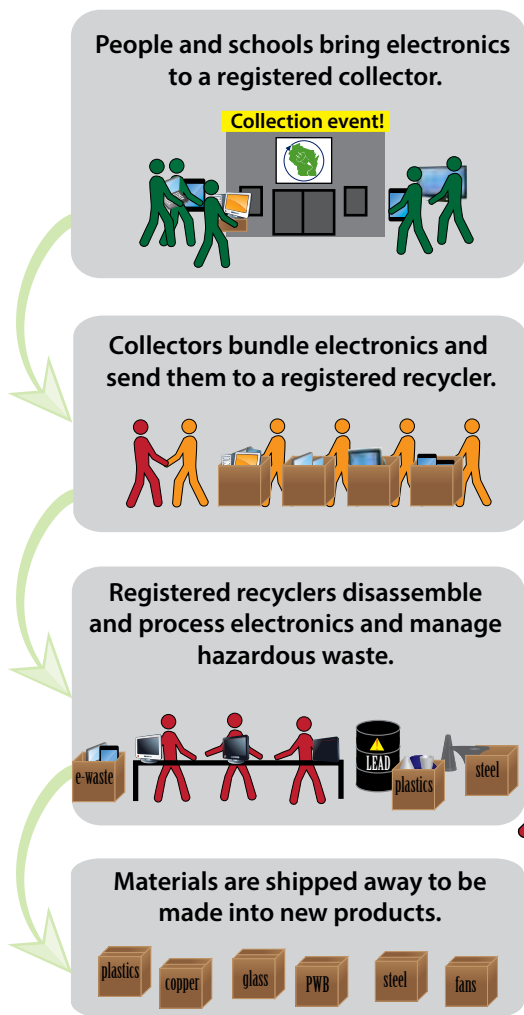 People and schools bring electronics
to a registered collector.
Collection event!
Collectors bundle electronics and
send them to a registered recycler.
Registered recyclers disassemble
and process electronics and manage
hazardous waste.
e-waste
LEAD
plastics
steel
Materials are shipped away to be
made into new products.
plastics
copper
glass
PWB
steel
fans